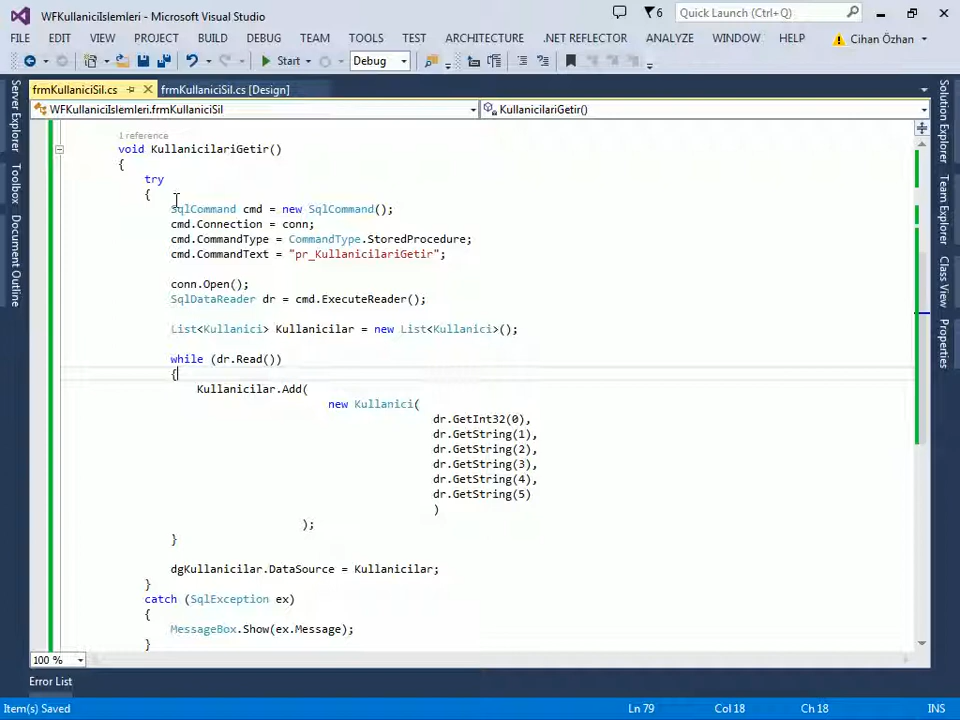 WFKullaniciIslemleri - Microsoft Visual Studio
6
Quick Launch (Ctrl+Q)
FILE EDIT VIEW PROJECT BUILD DEBUG TEAM TOOLS TEST ARCHITECTURE .NET REFLECTOR ANALYZE WINDOW HELP
Cihan Özhan
Start
Debug
frmKullaniciSil.cs
frmKullaniciSil.cs [Design]
WFKullaniciIslemleri.frmKullaniciSil
KullanicilariGetir()
Server Explorer
Toolbox
Document Outline
1 reference
void KullanicilariGetir()
{
try
{
SqlCommand cmd = new SqlCommand();
cmd.Connection = conn;
cmd.CommandType = CommandType.StoredProcedure;
cmd.CommandText = "pr_KullanicilariGetir";
conn.Open();
SqlDataReader dr = cmd.ExecuteReader();
List<Kullanici> Kullanicilar = new List<Kullanici>();
while (dr.Read())
{
Kullanicilar.Add(
new Kullanici(
dr.GetInt32(0),
dr.GetString(1),
dr.GetString(2),
dr.GetString(3),
dr.GetString(4),
dr.GetString(5)
)
);
}
dgKullanicilar.DataSource = Kullanicilar;
}
catch (SqlException ex)
{
MessageBox.Show(ex.Message);
}
Solution Explorer
Team Explorer
Class View
Properties
100 %
Error List
Item(s) Saved
Ln 79
Col 18
Ch 18
INS